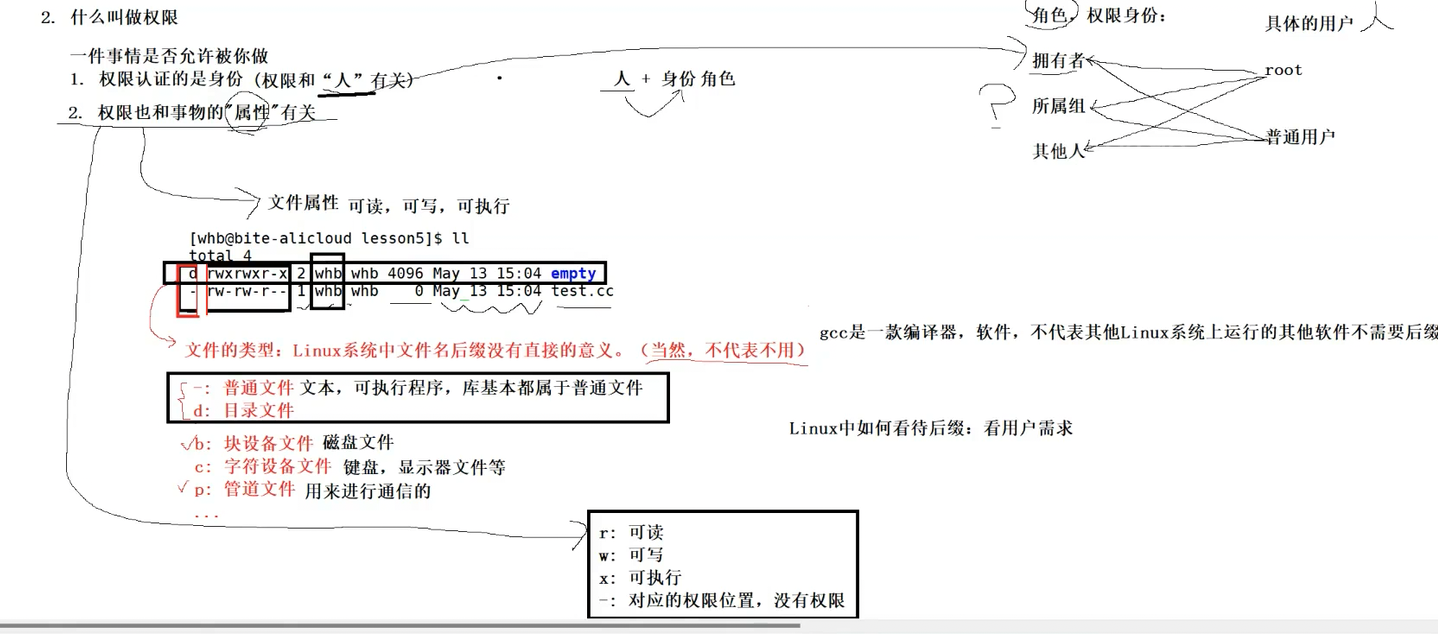 2. 什么叫做权限
角色，权限身份：
具体的用户 人
一件事情是否允许被你做
1. 权限认证的是身份 (权限和“人”有关)
人 + 身份 角色
拥有者
root
2. 权限也和事物的"属性"有关
?
所属组
普通用户
其他人
文件属性 可读，可写，可执行
[whb@bite-alicloud lesson5]$ ll
total 4
drwxrwxr-x 2 whb whb 4096 May 13 15:04 empty
-rw-rw-r-- 1 whb whb    0 May 13 15:04 test.cc
gcc是一款编译器，软件，不代表其他Linux系统上运行的其他软件不需要后缀
文件的类型：Linux系统中文件名后缀没有直接的意义。（当然，不代表不用）
-: 普通文件 文本，可执行程序，库基本都属于普通文件
d: 目录文件
Linux中如何看待后缀：看用户需求
b: 块设备文件 磁盘文件
c: 字符设备文件 键盘，显示器文件等
p: 管道文件 用来进行通信的
...
r: 可读
w: 可写
x: 可执行
-: 对应的权限位置，没有权限